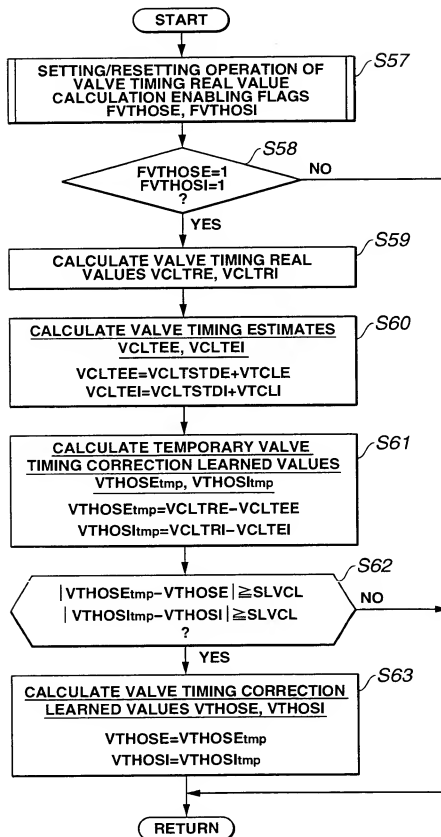 START
S57
SETTING/RESETTING OPERATION OF
VALVE TIMING REAL VALUE
CALCULATION ENABLING FLAGS
FVTHOSE, FVTHOSI
S58
FVTHOSE=1
FVTHOSI=1
?
NO
YES
S59
CALCULATE VALVE TIMING REAL
VALUES VCLTRE, VCLTRI
S60
CALCULATE VALVE TIMING ESTIMATES
VCLTEE, VCLTEI
VCLTEE=VCLTSTDE+VTCLE
VCLTEI=VCLTSTDI+VTCLI
S61
CALCULATE TEMPORARY VALVE
TIMING CORRECTION LEARNED VALUES
VTHOSEtmp, VTHOSItmp
VTHOSEtmp=VCLTRE−VCLTEE
VTHOSItmp=VCLTRI−VCLTEI
S62
|VTHOSEtmp−VTHOSE|≧SLVCL
|VTHOSItmp−VTHOSI|≧SLVCL
?
NO
YES
S63
CALCULATE VALVE TIMING CORRECTION
LEARNED VALUES VTHOSE, VTHOSI
VTHOSE=VTHOSEtmp
VTHOSI=VTHOSItmp
RETURN